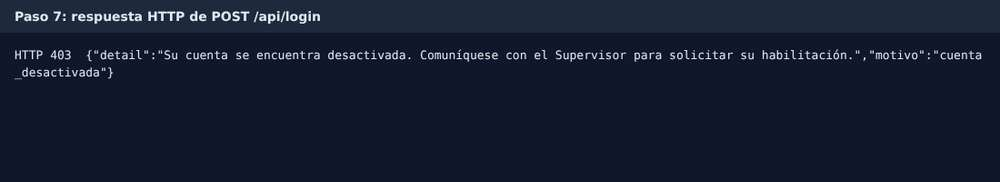 Paso 7: respuesta HTTP de POST /api/login
HTTP 403  {"detail":"Su cuenta se encuentra desactivada. Comuníquese con el Supervisor para solicitar su habilitación.","motivo":"cuenta
_desactivada"}